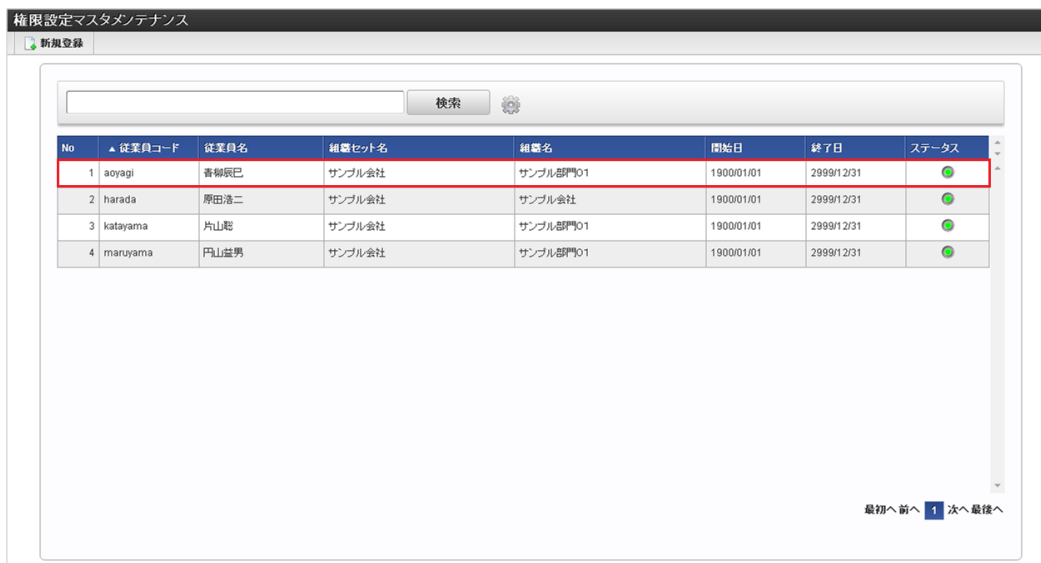 権限設定マスタメンテナンス
新規登録
検索
No ▲ 従業員コード 従業員名 組織セット名 組織名 開始日 終了日 ステータス
1 aoyagi 青柳辰巳 サンプル会社 サンプル部門01 1900/01/01 2999/12/31
2 harada 原田浩二 サンプル会社 サンプル会社 1900/01/01 2999/12/31
3 katayama 片山聡 サンプル会社 サンプル部門01 1900/01/01 2999/12/31
4 maruyama 円山益男 サンプル会社 サンプル部門01 1900/01/01 2999/12/31
最初へ 前へ 1 次へ 最後へ